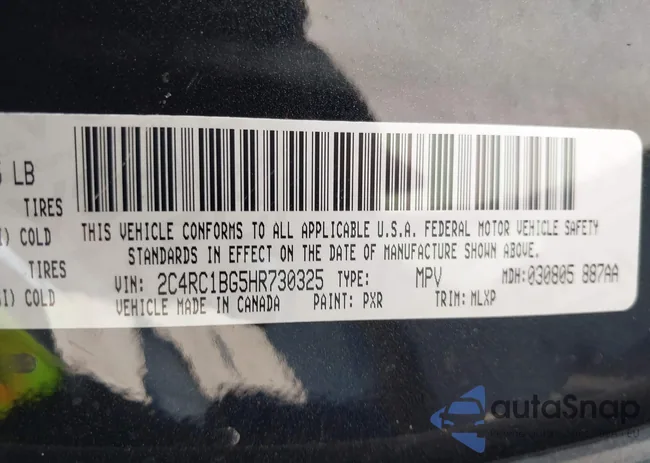 LB
TIRES
COLD
TIRES
COLD
THIS VEHICLE CONFORMS TO ALL APPLICABLE U.S.A. FEDERAL MOTOR VEHICLE SAFETY
STANDARDS IN EFFECT ON THE DATE OF MANUFACTURE SHOWN ABOVE.
VIN: 2C4RC1BG5HR730325 TYPE: MPV MDH:030805 887AA
VEHICLE MADE IN CANADA PAINT: PXR TRIM: MLXP
autoSnap